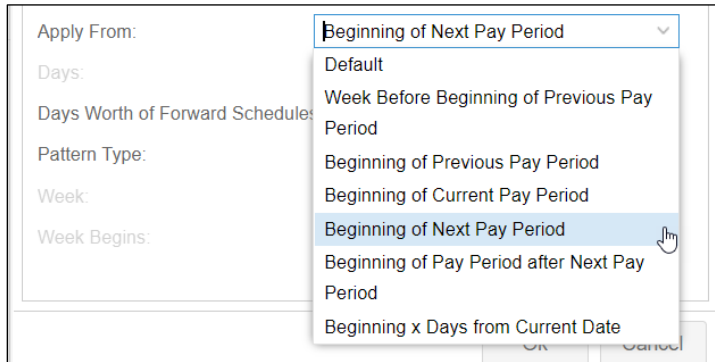 Apply From:
Beginning of Next Pay Period
Days:
Default
Week Before Beginning of Previous Pay
Period
Days Worth of Forward Schedules
Pattern Type:
Beginning of Previous Pay Period
Week:
Beginning of Current Pay Period
Week Begins:
Beginning of Next Pay Period
Beginning of Pay Period after Next Pay
Period
Beginning x Days from Current Date
OK
Cancel